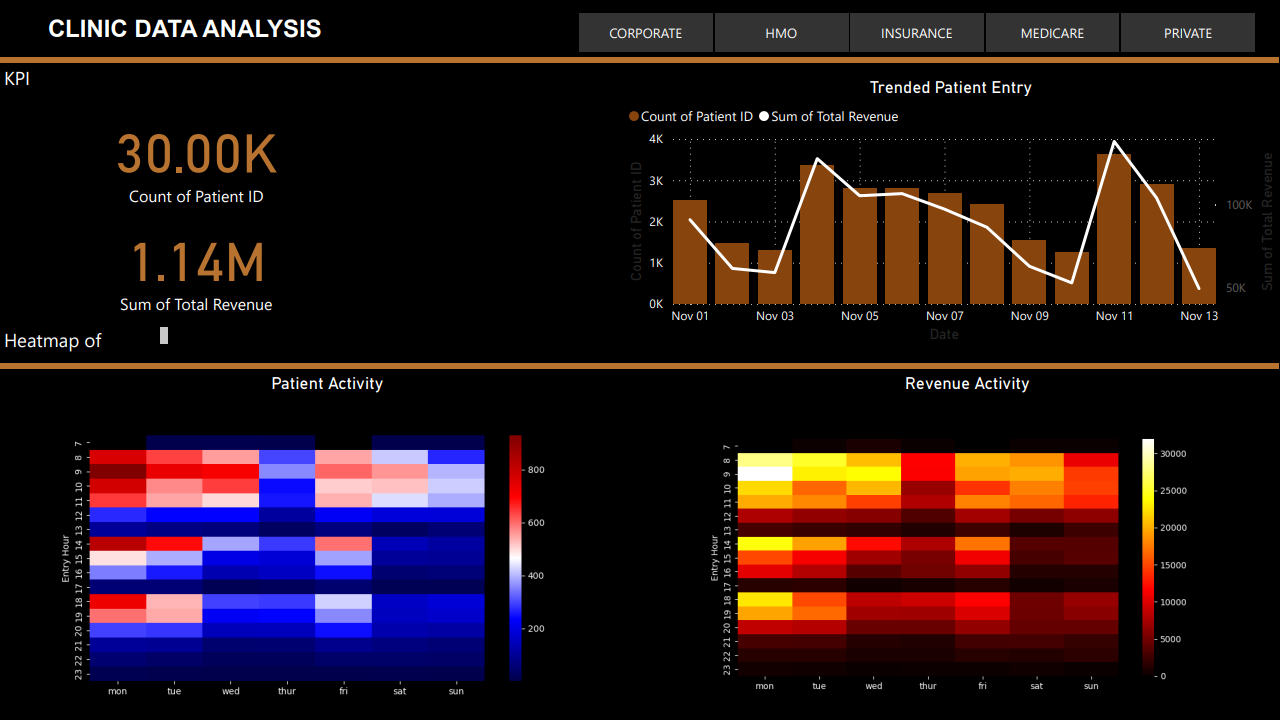 CLINIC DATA ANALYSIS
CORPORATE
HMO
INSURANCE
MEDICARE
PRIVATE
KPI
30.00K
Count of Patient ID
1.14M
Sum of Total Revenue
Trended Patient Entry
Count of Patient ID
Sum of Total Revenue
4K
3K
2K
1K
0K
Count of Patient ID
100K
50K
Sum of Total Revenue
Nov 01
Nov 03
Nov 05
Nov 07
Nov 09
Nov 11
Nov 13
Date
Heatmap of
Patient Activity
Entry Hour
7
8
9
10
11
12
13
14
15
16
17
18
19
20
21
22
23
mon
tue
wed
thur
fri
sat
sun
800
600
400
200
Revenue Activity
Entry Hour
7
8
9
10
11
12
13
14
15
16
17
18
19
20
21
22
23
mon
tue
wed
thur
fri
sat
sun
30000
25000
20000
15000
10000
5000
0